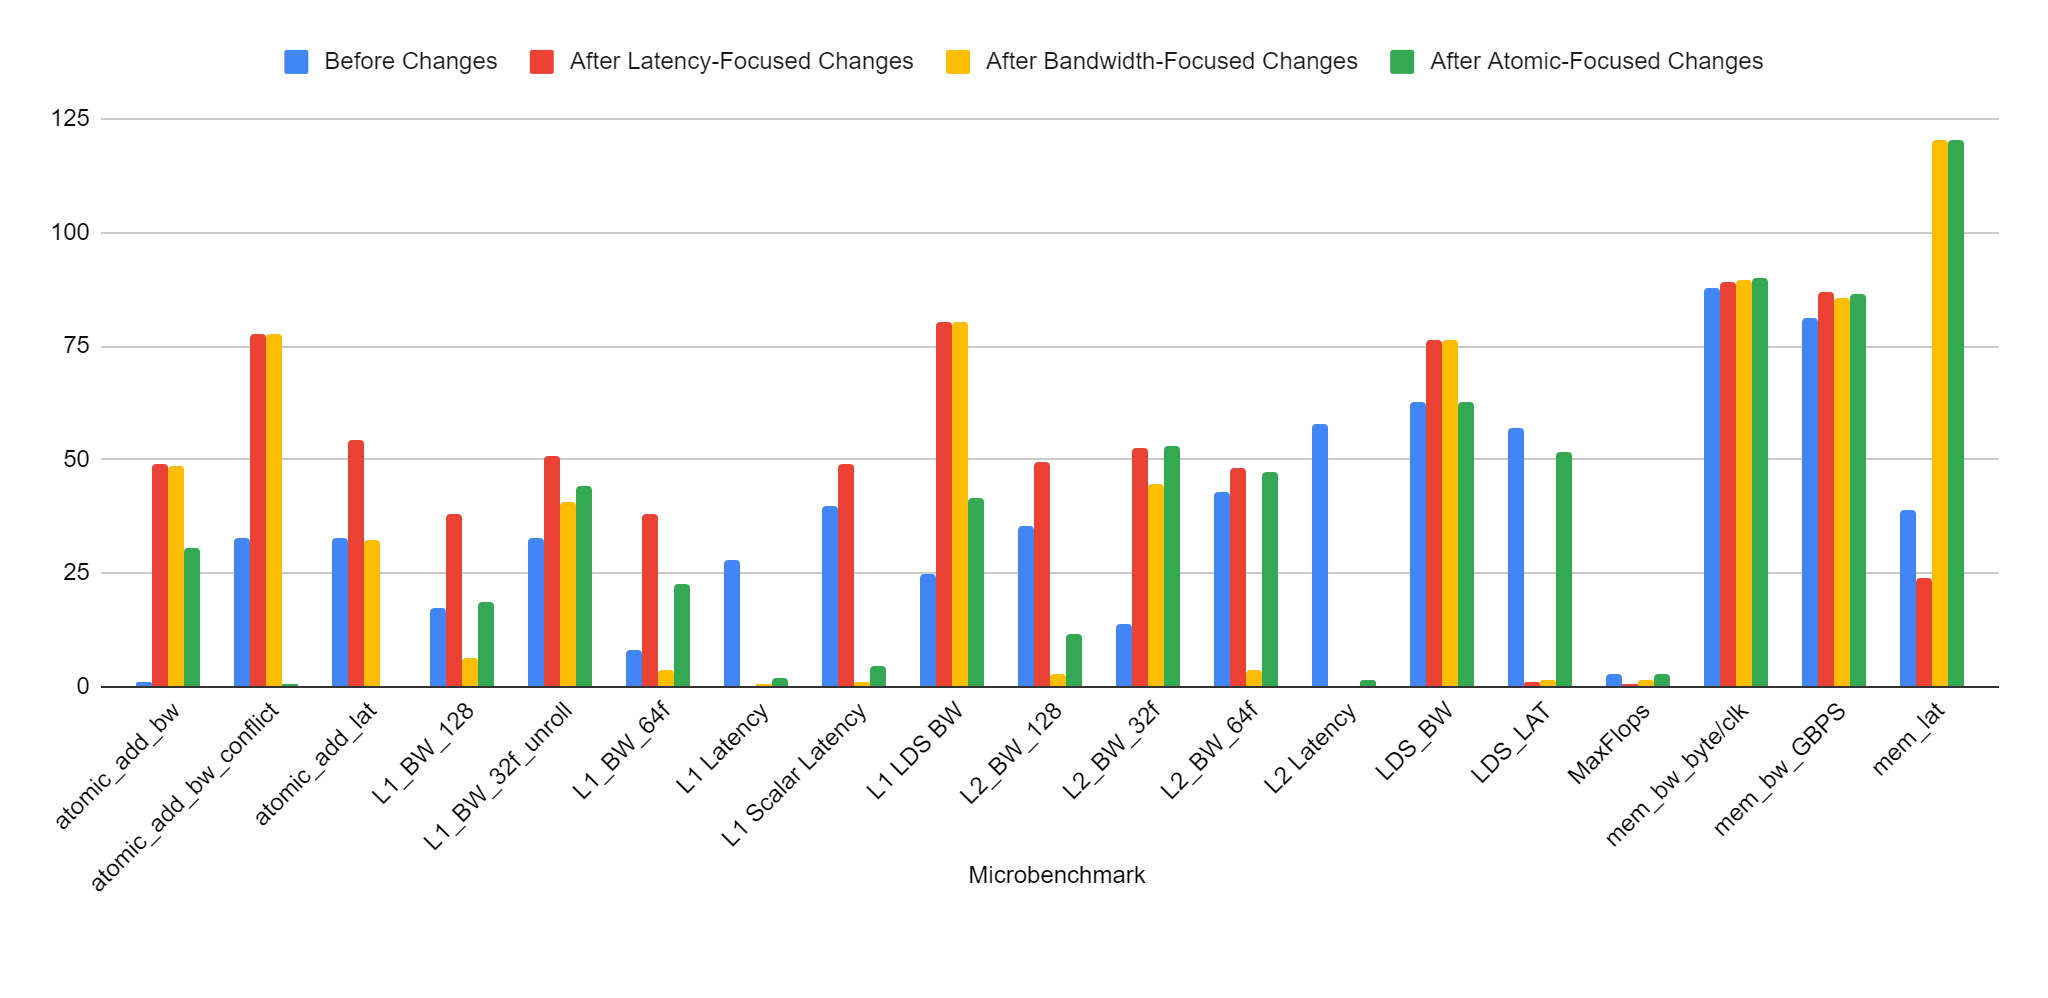 Before Changes After Latency-Focused Changes After Bandwidth-Focused Changes After Atomic-Focused Changes
125
100
75
50
25
0
atomic_add_bw
atomic_add_bw_conflict
atomic_add_lat
L1_BW_128
L1_BW_32f_unroll
L1_BW_64f
L1 Latency
L1 Scalar Latency
L1 LDS BW
L2_BW_128
L2_BW_32f
L2_BW_64f
L2 Latency
LDS_BW
LDS_LAT
MaxFlops
mem_bw_byte/clk
mem_bw_GBPS
mem_lat
Microbenchmark